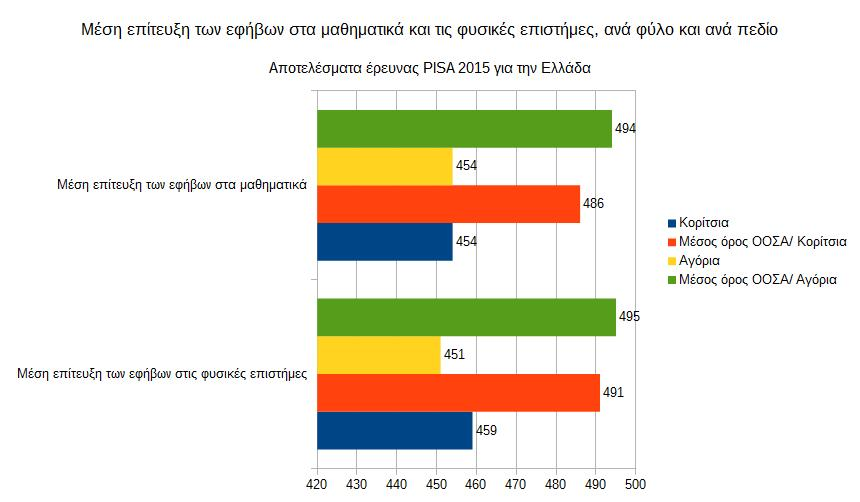 Μέση επίτευξη των εφήβων στα μαθηματικά και τις φυσικές επιστήμες, ανά φύλο και ανά πεδίο
Αποτελέσματα έρευνας PISA 2015 για την Ελλάδα
494
454
Μέση επίτευξη των εφήβων στα μαθηματικά
486
454
Κορίτσια
Μέσος όρος ΟΟΣΑ/ Κορίτσια
Αγόρια
Μέσος όρος ΟΟΣΑ/ Αγόρια
495
451
Μέση επίτευξη των εφήβων στις φυσικές επιστήμες
491
459
420 430 440 450 460 470 480 490 500